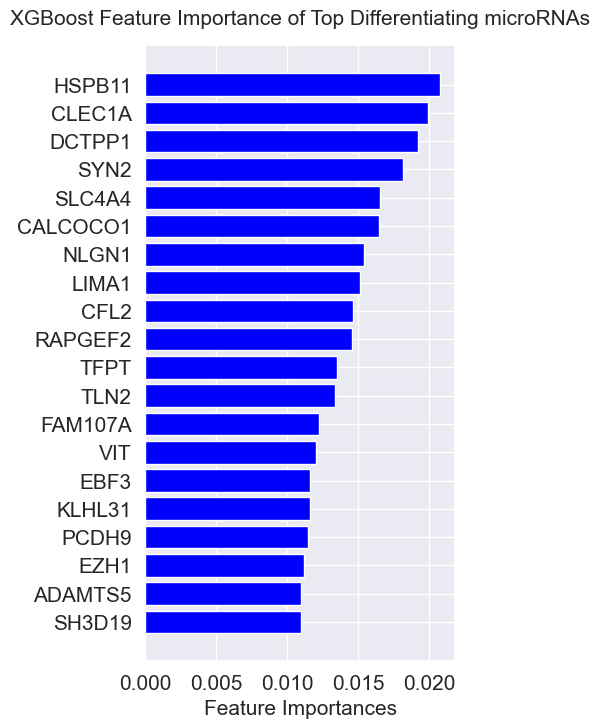 XGBoost Feature Importance of Top Differentiating microRNAs
HSPB11
CLEC1A
DCTPP1
SYN2
SLC4A4
CALCOCO1
NLGN1
LIMA1
CFL2
RAPGEF2
TFPT
TLN2
FAM107A
VIT
EBF3
KLHL31
PCDH9
EZH1
ADAMTS5
SH3D19
0.000 0.005 0.010 0.015 0.020
Feature Importances